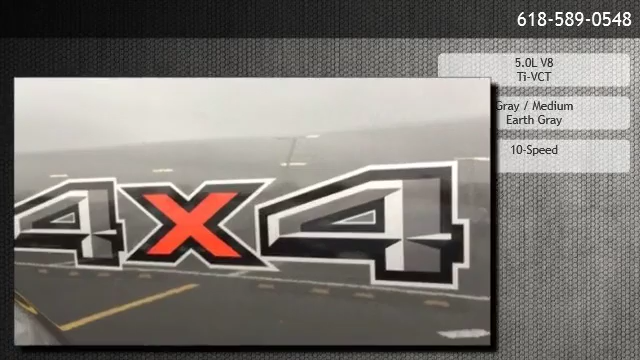 618-589-0548
5.0L V8
Ti-VCT
Gray / Medium
Earth Gray
10-Speed
4X4